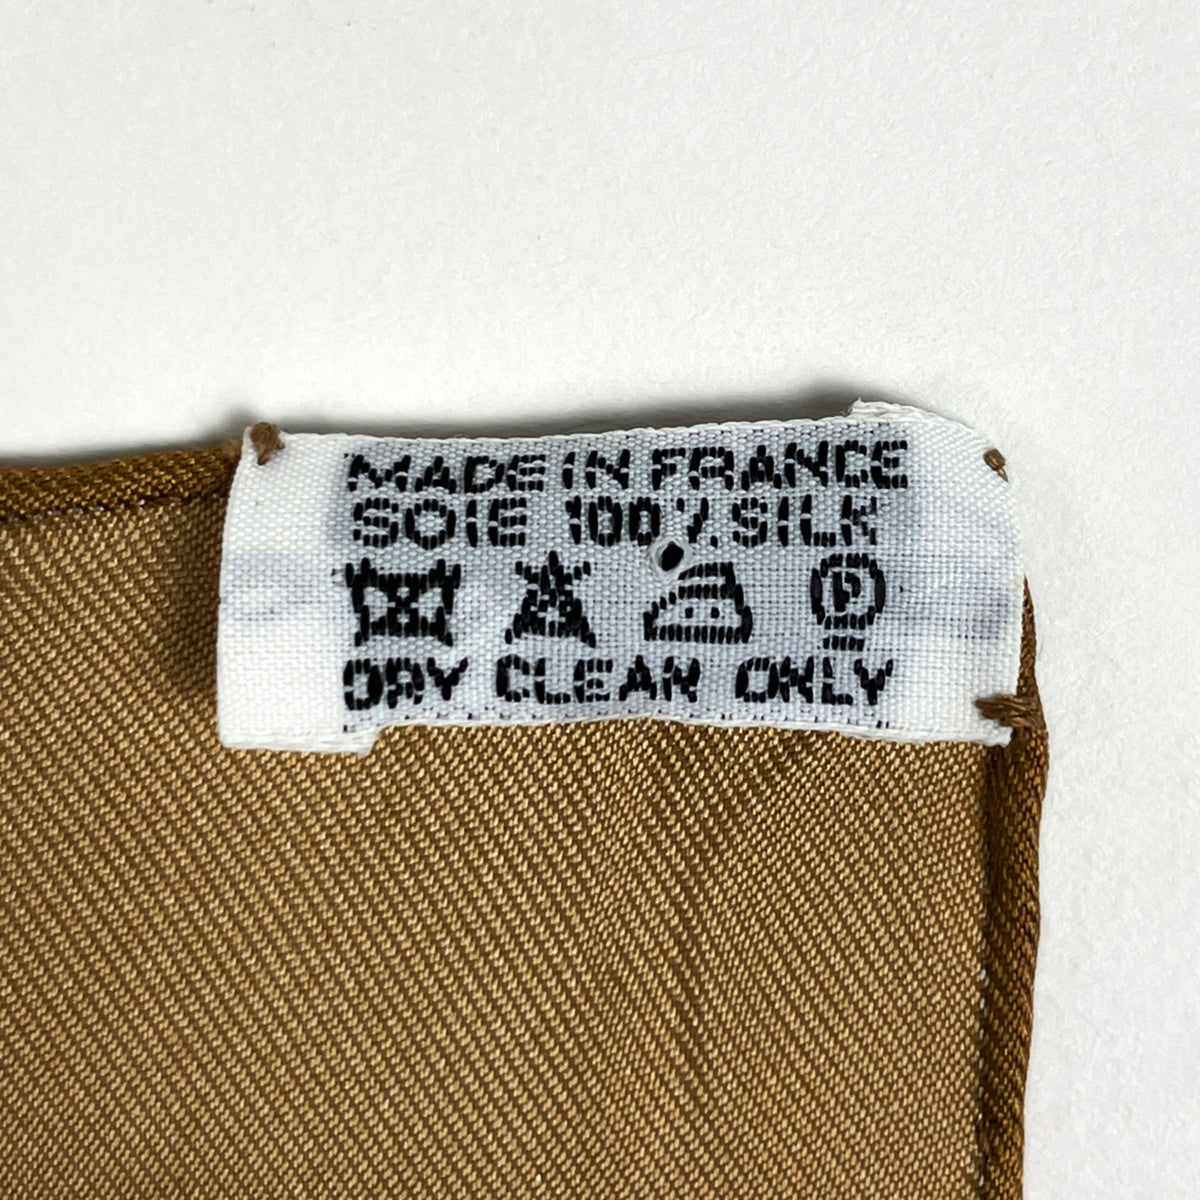 MADE IN FRANCE
SOIE 100% SILK
P
DRY CLEAN ONLY